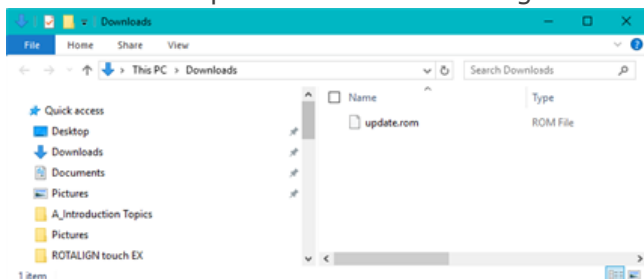 Downloads
File Home Share View
This PC > Downloads
Search Downloads
Name Type
Quick access
Desktop
Downloads
Documents
Pictures
A_Introduction Topics
Pictures
ROTALIGN touch EX
update.rom ROM File
1 item